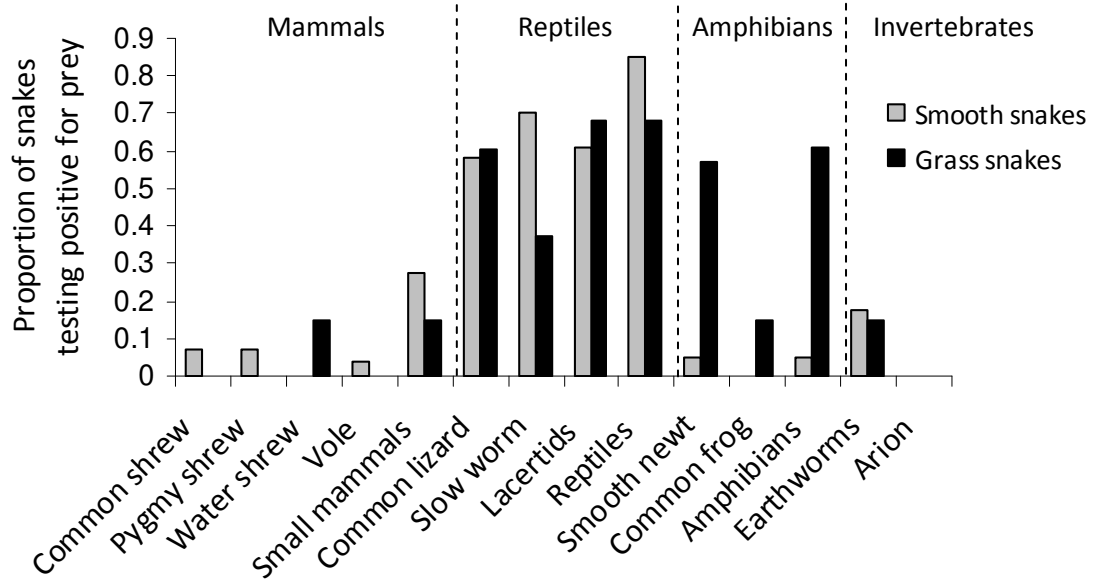 Mammals
Reptiles
Amphibians
Invertebrates
Proportion of snakes
testing positive for prey
0.9
0.8
0.7
0.6
0.5
0.4
0.3
0.2
0.1
0
Smooth snakes
Grass snakes
Common shrew
Pygmy shrew
Water shrew
Vole
Small mammals
Common lizard
Slow worm
Lacertids
Reptiles
Smooth newt
Common frog
Amphibians
Earthworms
Arion